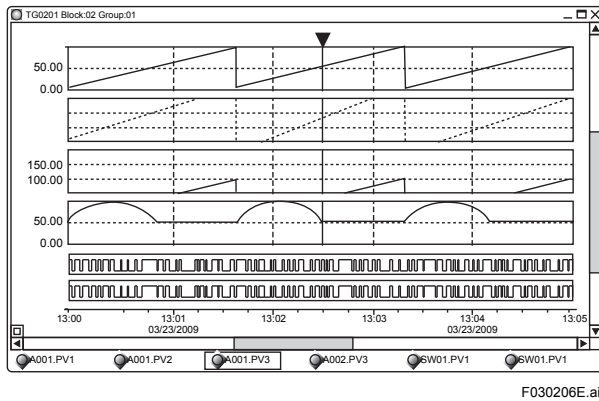 TG0201 Block:02 Group:01
50.00
0.00
150.00
100.00
50.00
0.00
13:00 13:01 13:02 13:03 13:04 13:05
03/23/2009 03/23/2009
A001.PV1 A001.PV2 A001.PV3 A002.PV3 SW01.PV1 SW01.PV1
F030206E.ai